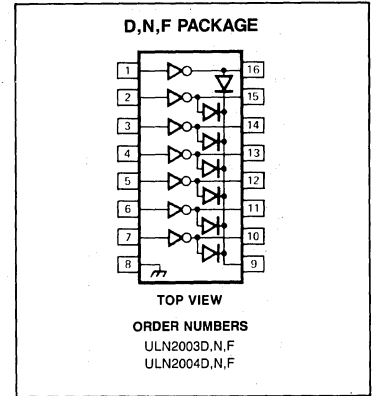 D,N,F PACKAGE
1 16
2 15
3 14
4 13
5 12
6 11
7 10
8 9
TOP VIEW
ORDER NUMBERS
ULN2003D,N,F
ULN2004D,N,F